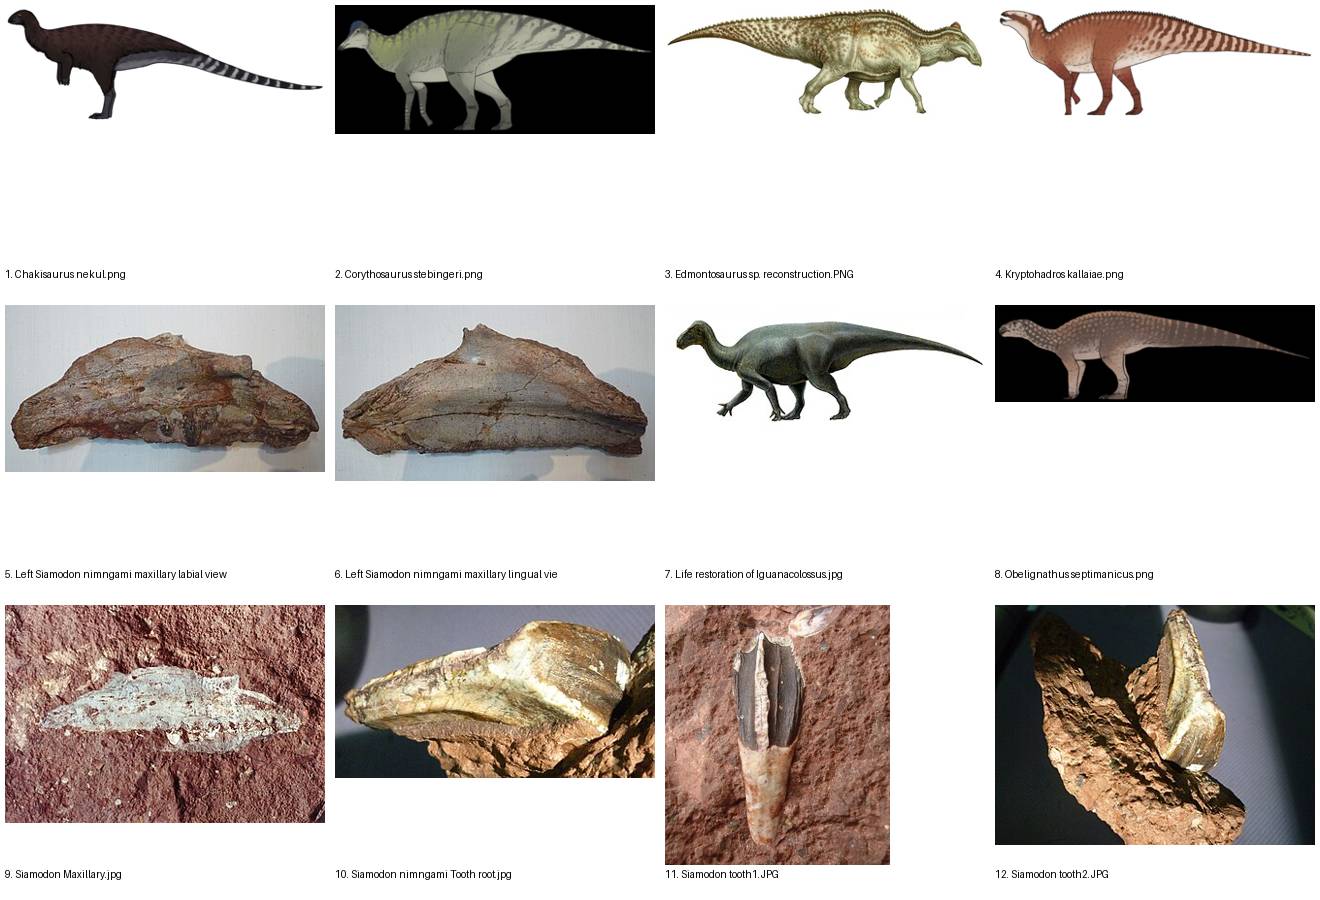 1. Chakisaurus nekul.png
2. Corythosaurus stebingeri.png
3. Edmontosaurus sp. reconstruction.PNG
4. Kryptohadros kallaiae.png
5. Left Siamodon nimngami maxillary labial view
6. Left Siamodon nimngami maxillary lingual vie
7. Life restoration of Iguanacolossus.jpg
8. Obelignathus septimanicus.png
9. Siamodon Maxillary.jpg
10. Siamodon nimngami Tooth root.jpg
11. Siamodon tooth1.JPG
12. Siamodon tooth2.JPG